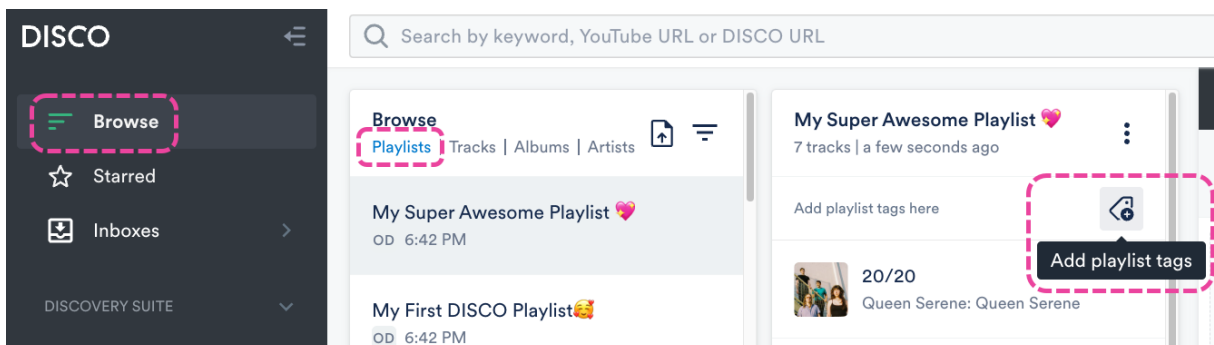 DISCO
Search by keyword, YouTube URL or DISCO URL
Browse
Starred
Inboxes
DISCOVERY SUITE
Browse
Playlists | Tracks | Albums | Artists
My Super Awesome Playlist 💖
OD 6:42 PM
My First DISCO Playlist🥰
OD 6:42 PM
My Super Awesome Playlist 💖
7 tracks | a few seconds ago
Add playlist tags here
Add playlist tags
20/20
Queen Serene: Queen Serene